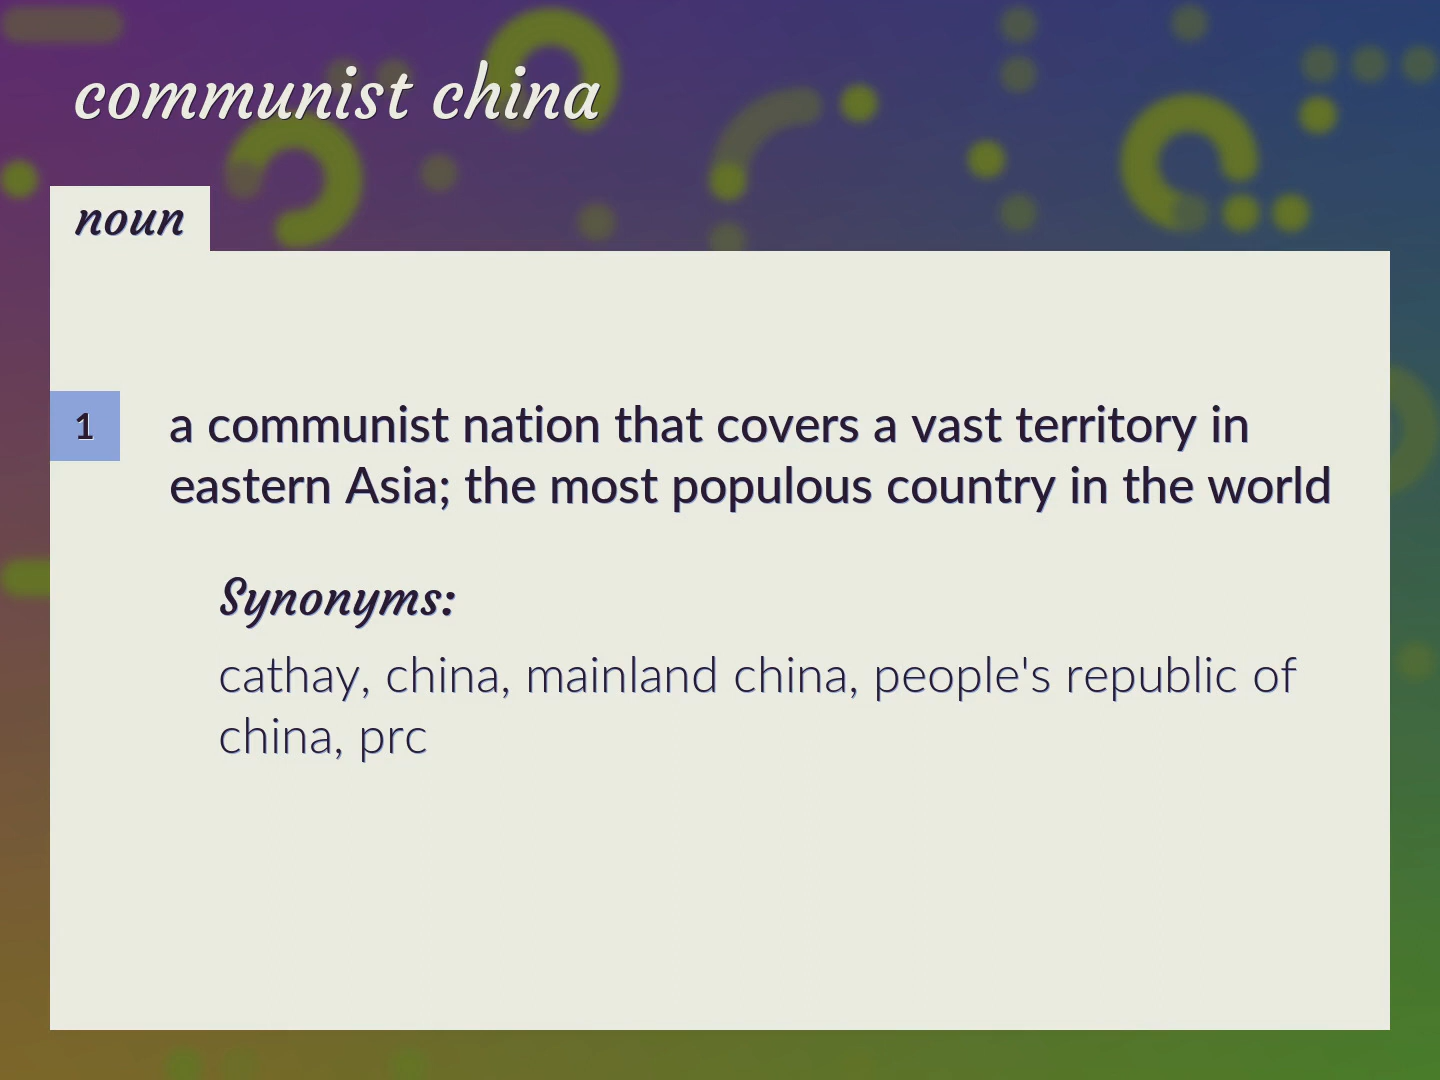 communist china
noun
1
a communist nation that covers a vast territory in
eastern Asia; the most populous country in the world
Synonyms:
cathay, china, mainland china, people's republic of
china, prc